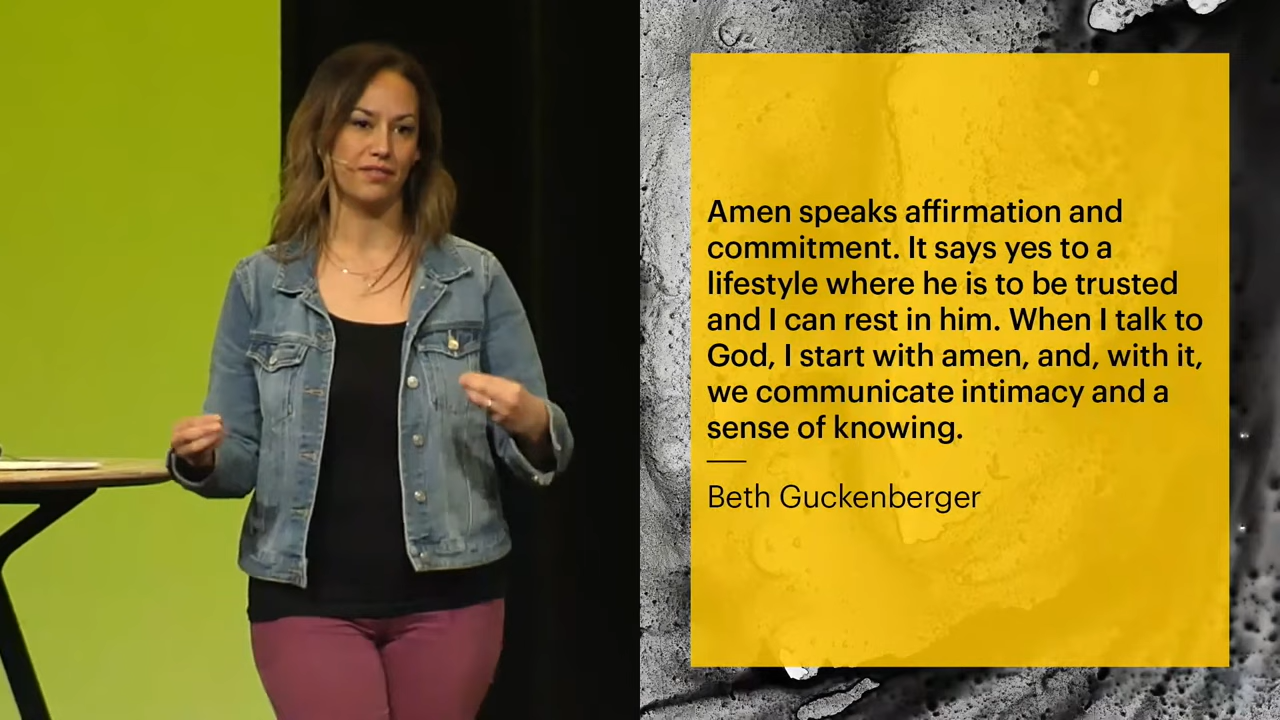 Amen speaks affirmation and
commitment. It says yes to a
lifestyle where he is to be trusted
and I can rest in him. When I talk to
God, I start with amen, and, with it,
we communicate intimacy and a
sense of knowing.
Beth Guckenberger